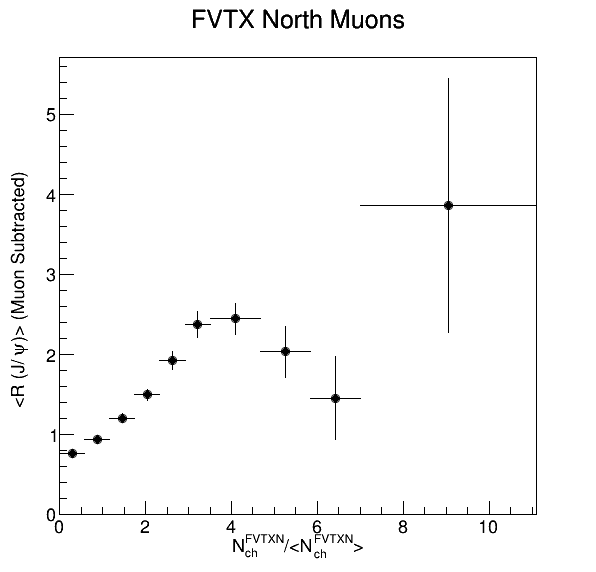 FVTX North Muons
<R (J/ψ)> (Muon Subtracted)
5
4
3
2
1
0
0 2 4 6 8 10
N_ch^FVTXN/<N_ch^FVTXN>